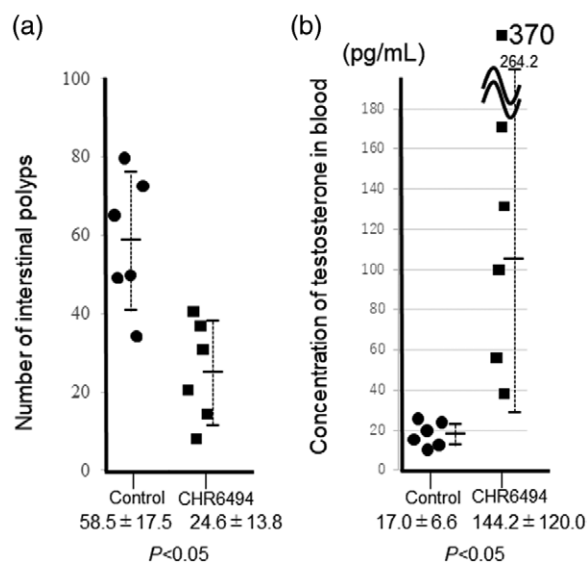 (a)
Number of interstinal polyps
100
80
60
40
20
0
Control CHR6494
58.5 ± 17.5 24.6 ± 13.8
P<0.05
(b)
(pg/mL)
370
264.2
Concentration of testosterone in blood
180
160
140
120
100
80
60
40
20
0
Control CHR6494
17.0 ± 6.6 144.2 ± 120.0
P<0.05